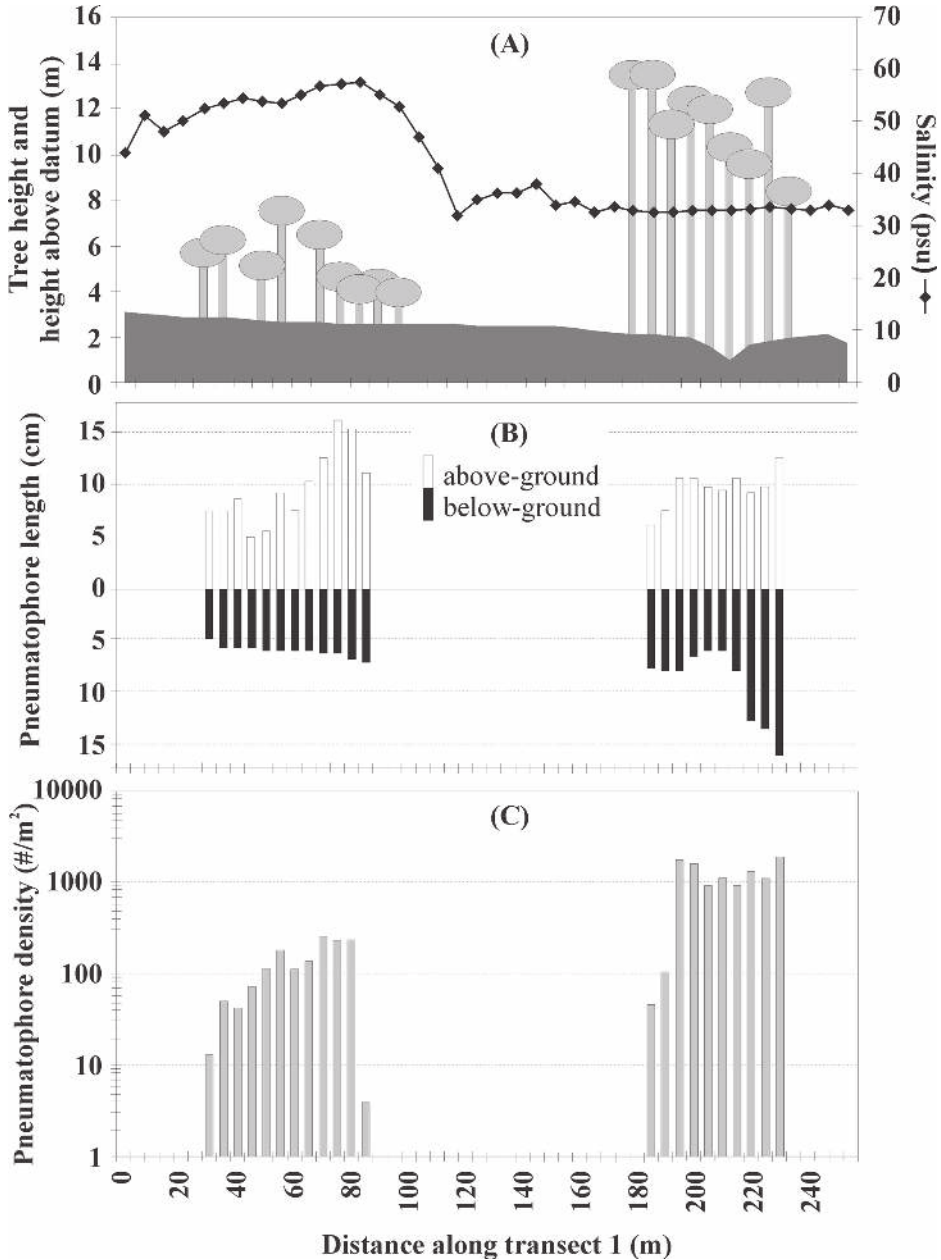 (A)
16
14
12
10
8
6
4
2
0
Tree height and
height above datum (m)
70
60
50
40
30
20
10
0
Salinity (psu)
(B)
15
10
5
0
5
10
15
Pneumatophore length (cm)
above-ground
below-ground
(C)
10000
1000
100
10
1
Pneumatophore density (#/m²)
0 20 40 60 80 100 120 140 160 180 200 220 240
Distance along transect 1 (m)